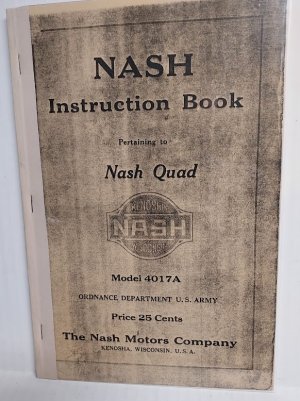 NASH
Instruction Book
Pertaining to
Nash Quad
KENOSHA
NASH
Model 4017A
ORDNANCE DEPARTMENT U. S. ARMY
Price 25 Cents
The Nash Motors Company
KENOSHA, WISCONSIN, U. S. A.